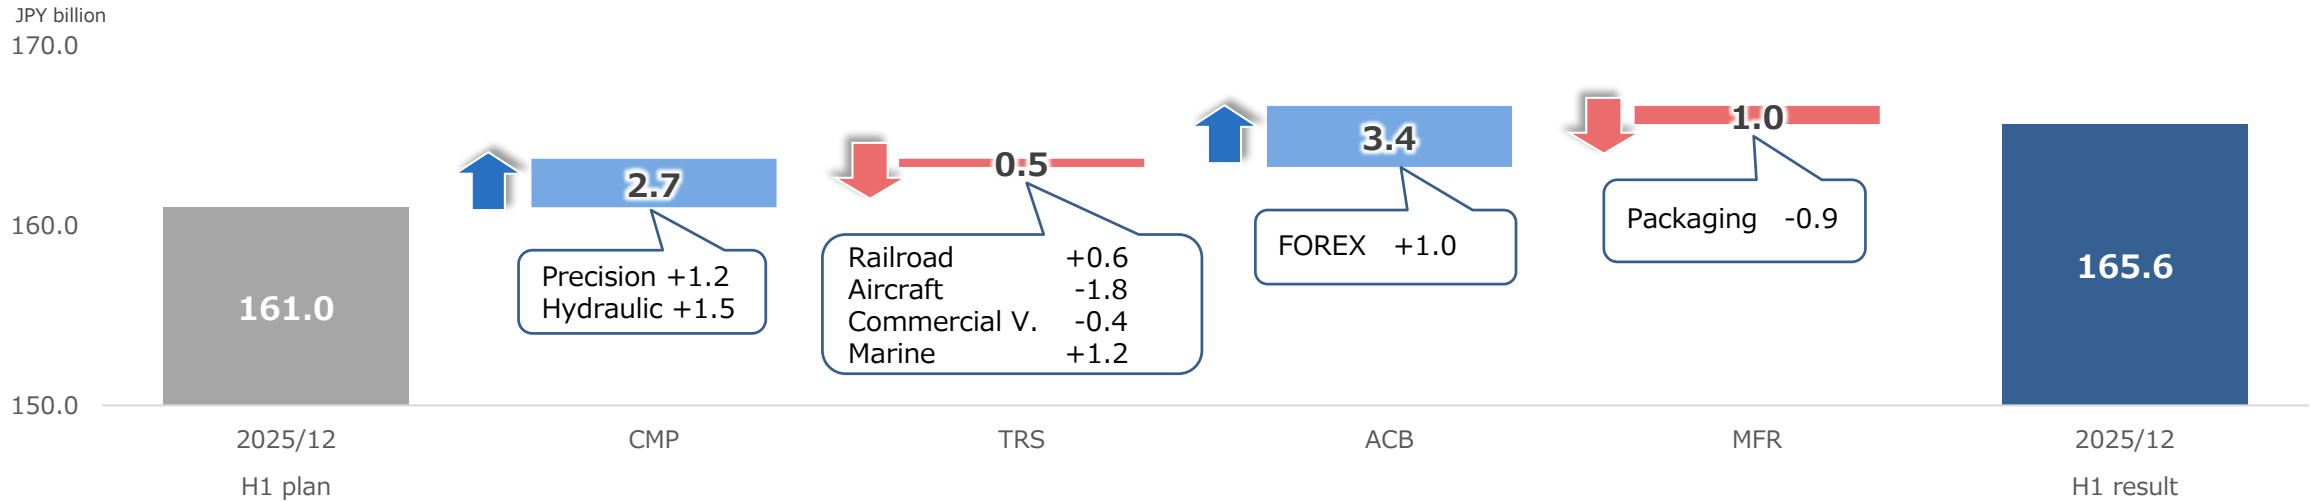 JPY billion
170.0
160.0
150.0
161.0
2.7
Precision +1.2
Hydraulic +1.5
0.5
Railroad +0.6
Aircraft -1.8
Commercial V. -0.4
Marine +1.2
3.4
FOREX +1.0
1.0
Packaging -0.9
165.6
2025/12
H1 plan
CMP
TRS
ACB
MFR
2025/12
H1 result